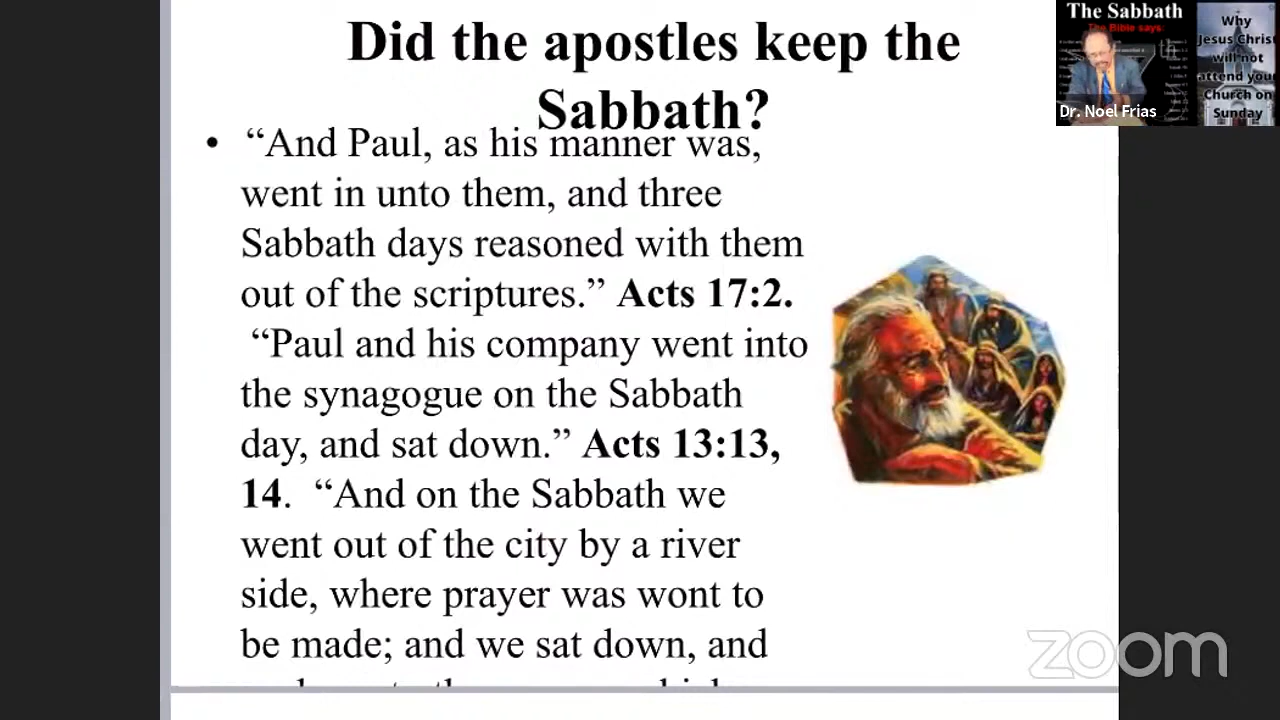 Did the apostles keep the
Sabbath?
• “And Paul, as his manner was,
went in unto them, and three
Sabbath days reasoned with them
out of the scriptures.” Acts 17:2.
“Paul and his company went into
the synagogue on the Sabbath
day, and sat down.” Acts 13:13,
14. “And on the Sabbath we
went out of the city by a river
side, where prayer was wont to
be made; and we sat down, and
The Sabbath
The Bible says:
Dr. Noel Frias
Why
Jesus Christ
will not
attend your
Church on
Sunday
zoom